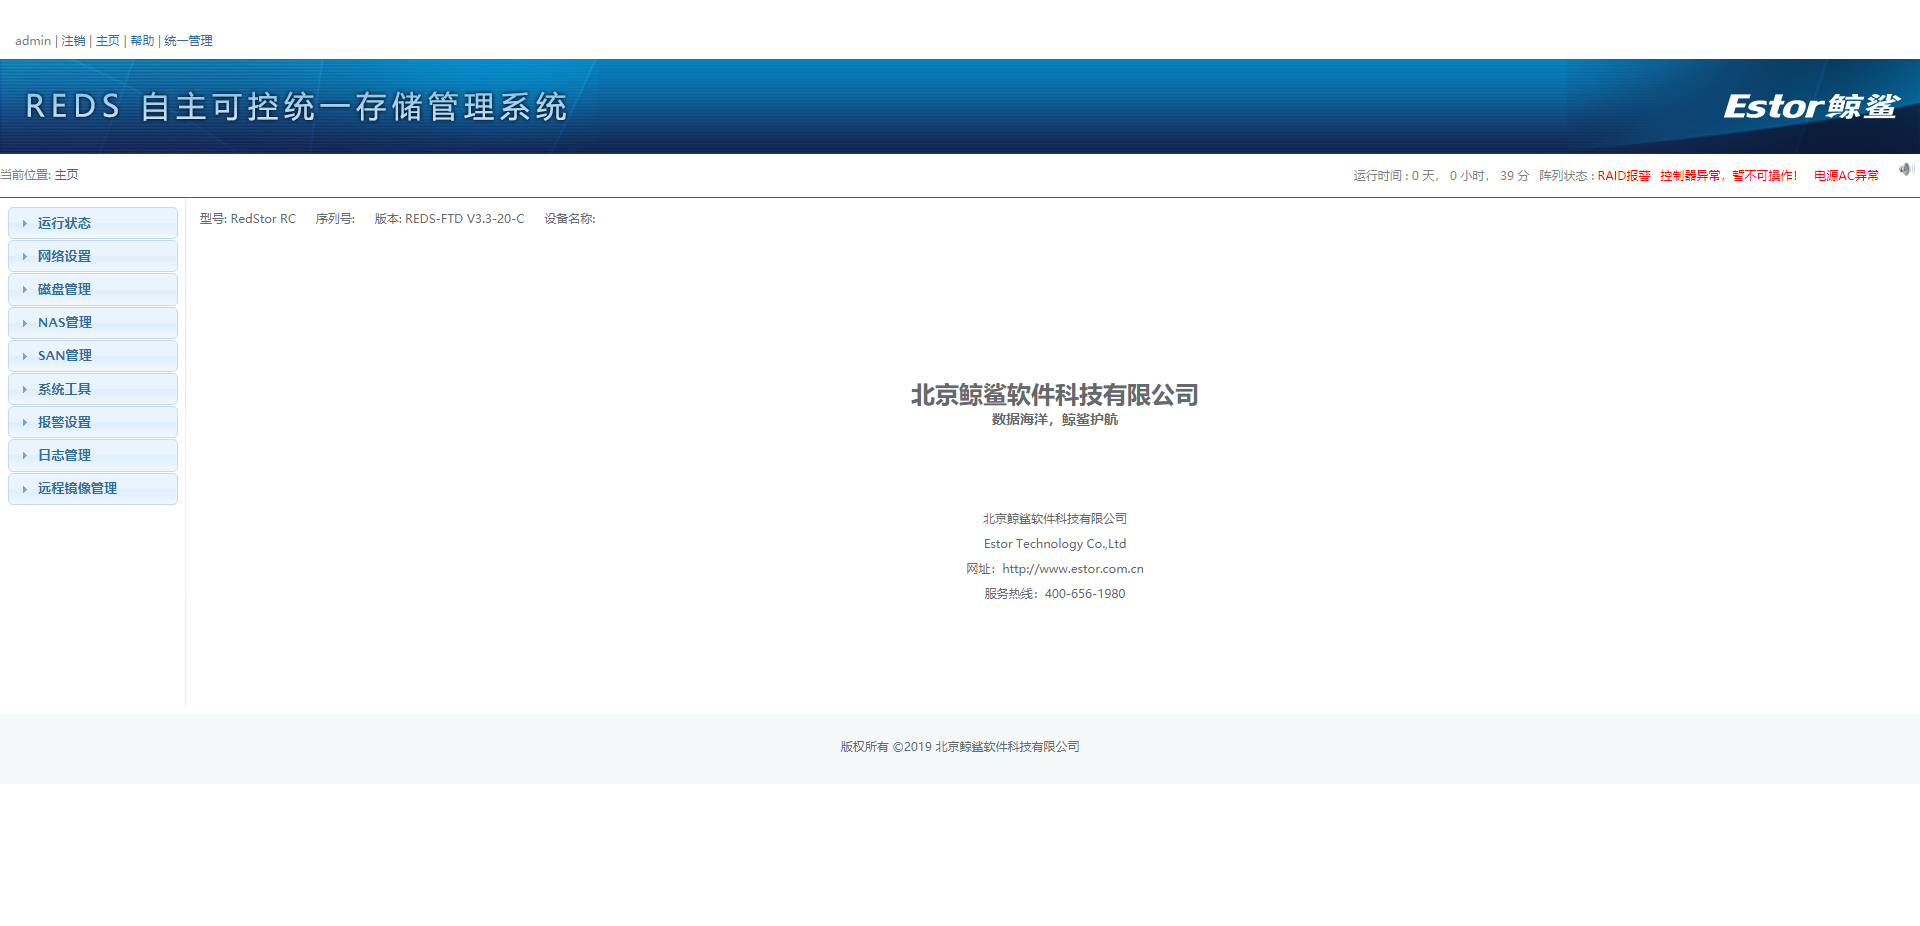 admin | 注销 | 主页 | 帮助 | 统一管理
REDS 自主可控统一存储管理系统
Estor鲸鲨
当前位置: 主页
运行时间 : 0 天， 0 小时， 39 分 阵列状态 : RAID报警 控制器异常，暂不可操作! 电源AC异常
型号: RedStor RC 序列号: 版本: REDS-FTD V3.3-20-C 设备名称:
运行状态
网络设置
磁盘管理
NAS管理
SAN管理
系统工具
报警设置
日志管理
远程镜像管理
北京鲸鲨软件科技有限公司
数据海洋，鲸鲨护航
北京鲸鲨软件科技有限公司
Estor Technology Co.,Ltd
网址：http://www.estor.com.cn
服务热线：400-656-1980
版权所有 ©2019 北京鲸鲨软件科技有限公司